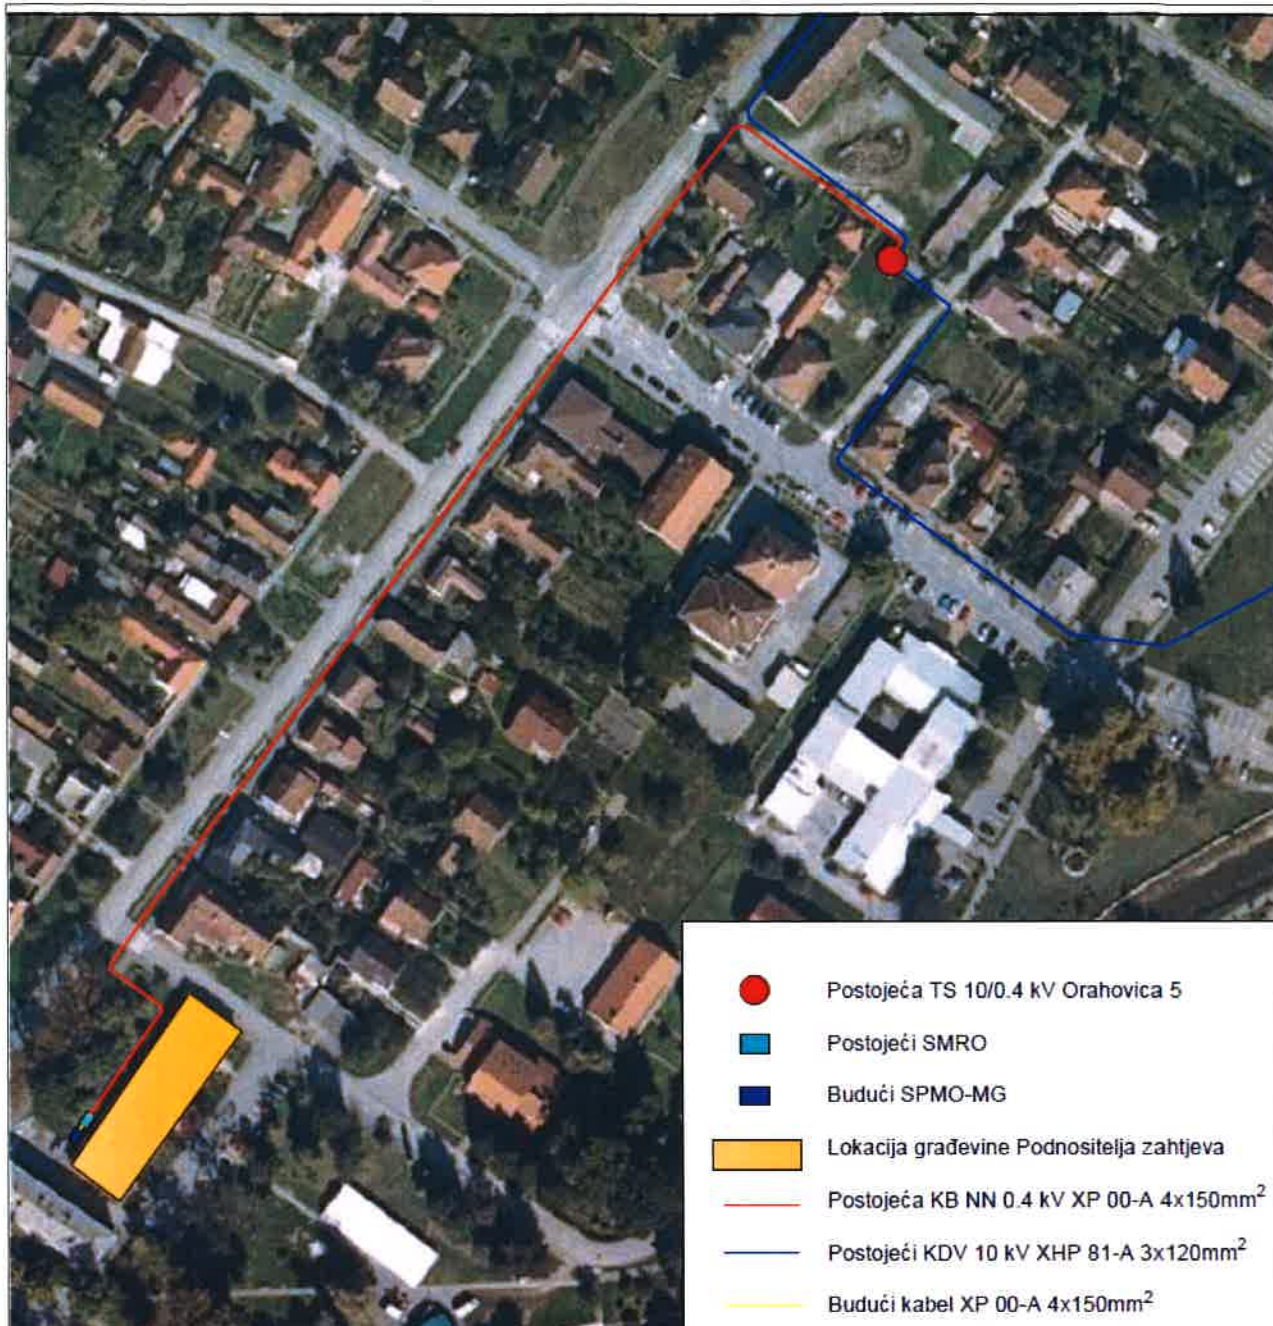 Postojeća TS 10/0.4 kV Orahovica 5
Postojeći SMRO
Budući SPMO-MG
Lokacija građevine Podnositelja zahtjeva
Postojeća KB NN 0.4 kV XP 00-A 4x150mm²
Postojeći KDV 10 kV XHP 81-A 3x120mm²
Budući kabel XP 00-A 4x150mm²